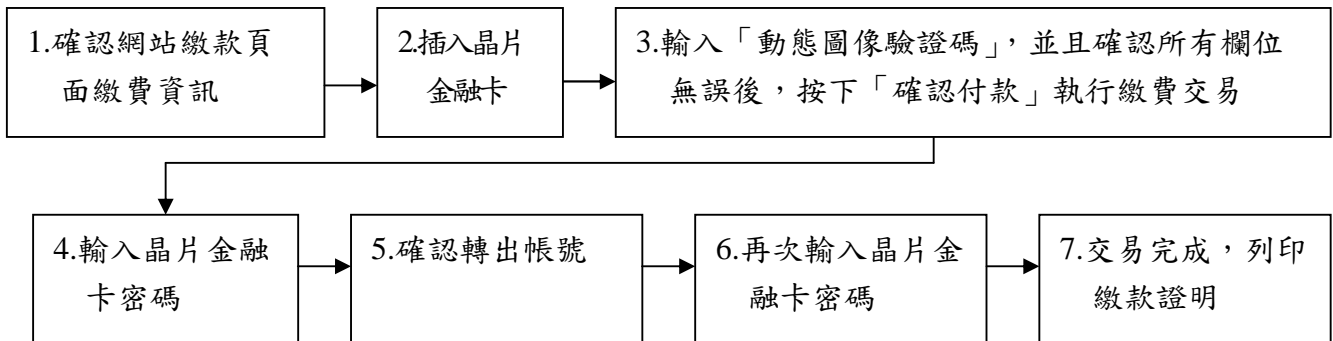 1.確認網站繳款頁
面繳費資訊
2.插入晶片
金融卡
3.輸入「動態圖像驗證碼」，並且確認所有欄位
無誤後，按下「確認付款」執行繳費交易
4.輸入晶片金融
卡密碼
5.確認轉出帳號
6.再次輸入晶片金
融卡密碼
7.交易完成，列印
繳款證明